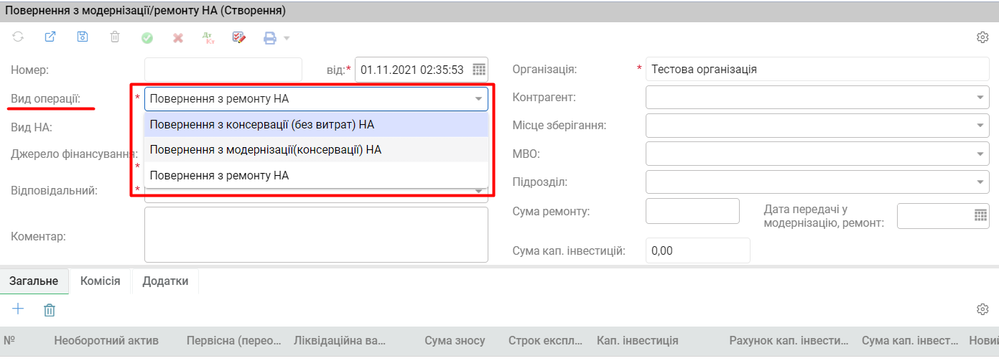 Повернення з модернізації/ремонту НА (Створення)
Дт
Кт
Номер:
від:* 01.11.2021 02:35:53
Вид операції: * Повернення з ремонту НА
Повернення з консервації (без витрат) НА
Повернення з модернізації(консервації) НА
Повернення з ремонту НА
Вид НА:
Джерело фінансування:
*
Відповідальний: *
Коментар:
Організація: * Тестова організація
Контрагент:
Місце зберігання:
МВО:
Підрозділ:
Сума ремонту:
Дата передачі у
модернізацію, ремонт:
Сума кап. інвестицій: 0,00
Загальне Комісія Додатки
№ Необоротний актив Первісна (перео... Ліквідаційна ва... Сума зносу Строк експл... Кап. інвестиція Рахунок кап. інвести... Сума кап. інвест... Новий